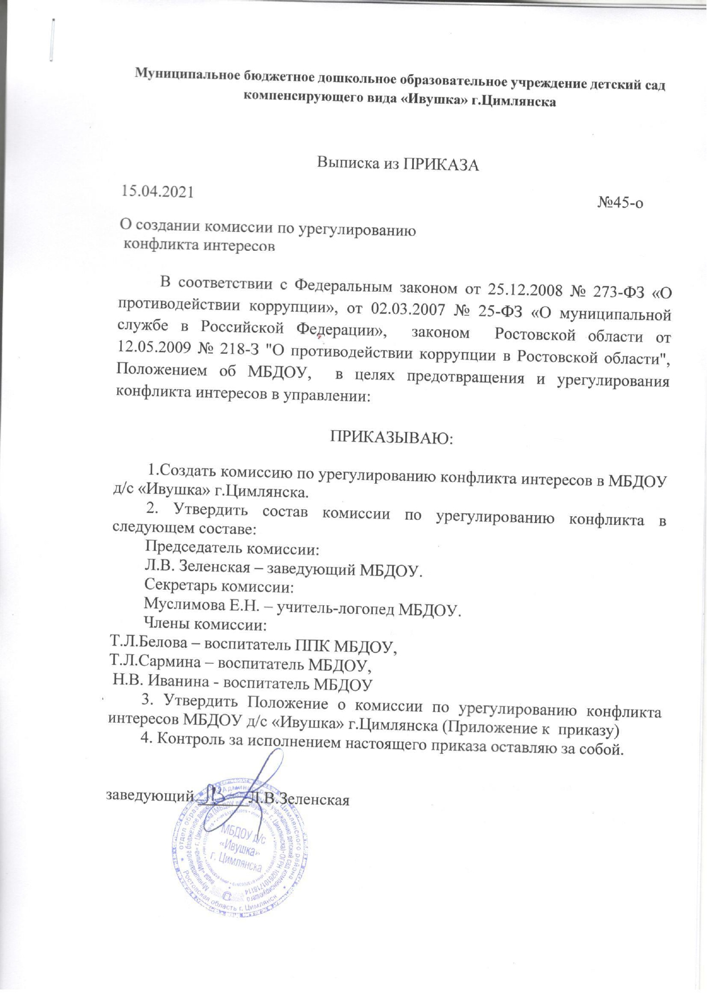 Муниципальное бюджетное дошкольное образовательное учреждение детский сад
компенсирующего вида «Ивушка» г.Цимлянска
Выписка из ПРИКАЗА
15.04.2021
№45-о
О создании комиссии по урегулированию
конфликта интересов
В соответствии с Федеральным законом от 25.12.2008 № 273-ФЗ «О
противодействии коррупции», от 02.03.2007 № 25-ФЗ «О муниципальной
службе в Российской Федерации», законом Ростовской области от
12.05.2009 № 218-З "О противодействии коррупции в Ростовской области",
Положением об МБДОУ, в целях предотвращения и урегулирования
конфликта интересов в управлении:
ПРИКАЗЫВАЮ:
1.Создать комиссию по урегулированию конфликта интересов в МБДОУ
д/с «Ивушка» г.Цимлянска.
2. Утвердить состав комиссии по урегулированию конфликта в
следующем составе:
Председатель комиссии:
Л.В. Зеленская – заведующий МБДОУ.
Секретарь комиссии:
Муслимова Е.Н. – учитель-логопед МБДОУ.
Члены комиссии:
Т.Л.Белова – воспитатель ППК МБДОУ,
Т.Л.Сармина – воспитатель МБДОУ,
Н.В. Иванина - воспитатель МБДОУ
3. Утвердить Положение о комиссии по урегулированию конфликта
интересов МБДОУ д/с «Ивушка» г.Цимлянска (Приложение к приказу)
4. Контроль за исполнением настоящего приказа оставляю за собой.
заведующий ______ Л.В.Зеленская
МБДОУ д/с
«Ивушка»
г. Цимлянска
Ростовская область г. Цимлянск